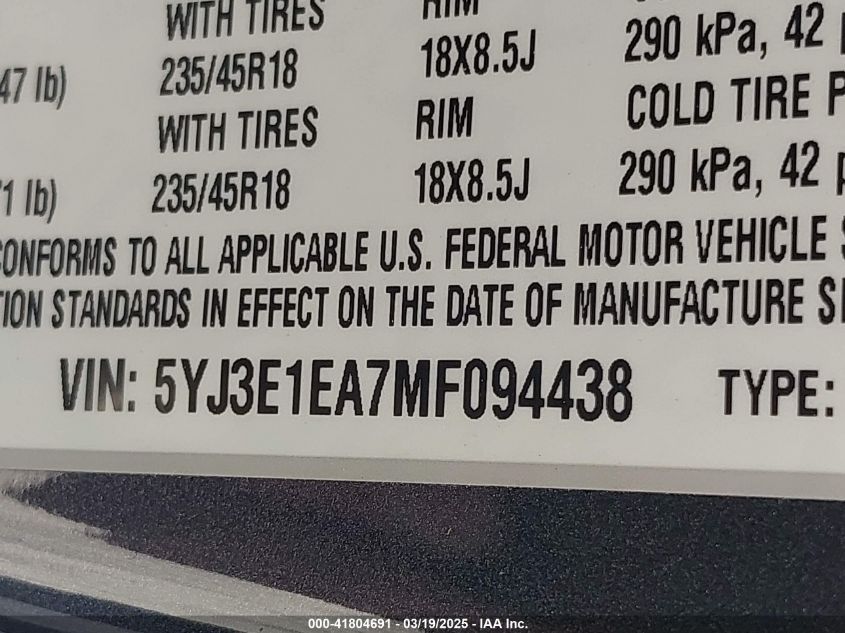 WITH TIRES RIM
47 lb) 235/45R18 18X8.5J 290 kPa, 42
WITH TIRES RIM COLD TIRE
1 lb) 235/45R18 18X8.5J 290 kPa, 42
CONFORMS TO ALL APPLICABLE U.S. FEDERAL MOTOR VEHICLE
TION STANDARDS IN EFFECT ON THE DATE OF MANUFACTURE
VIN: 5YJ3E1EA7MF094438 TYPE:
000-41804691 - 03/19/2025 - IAA Inc.